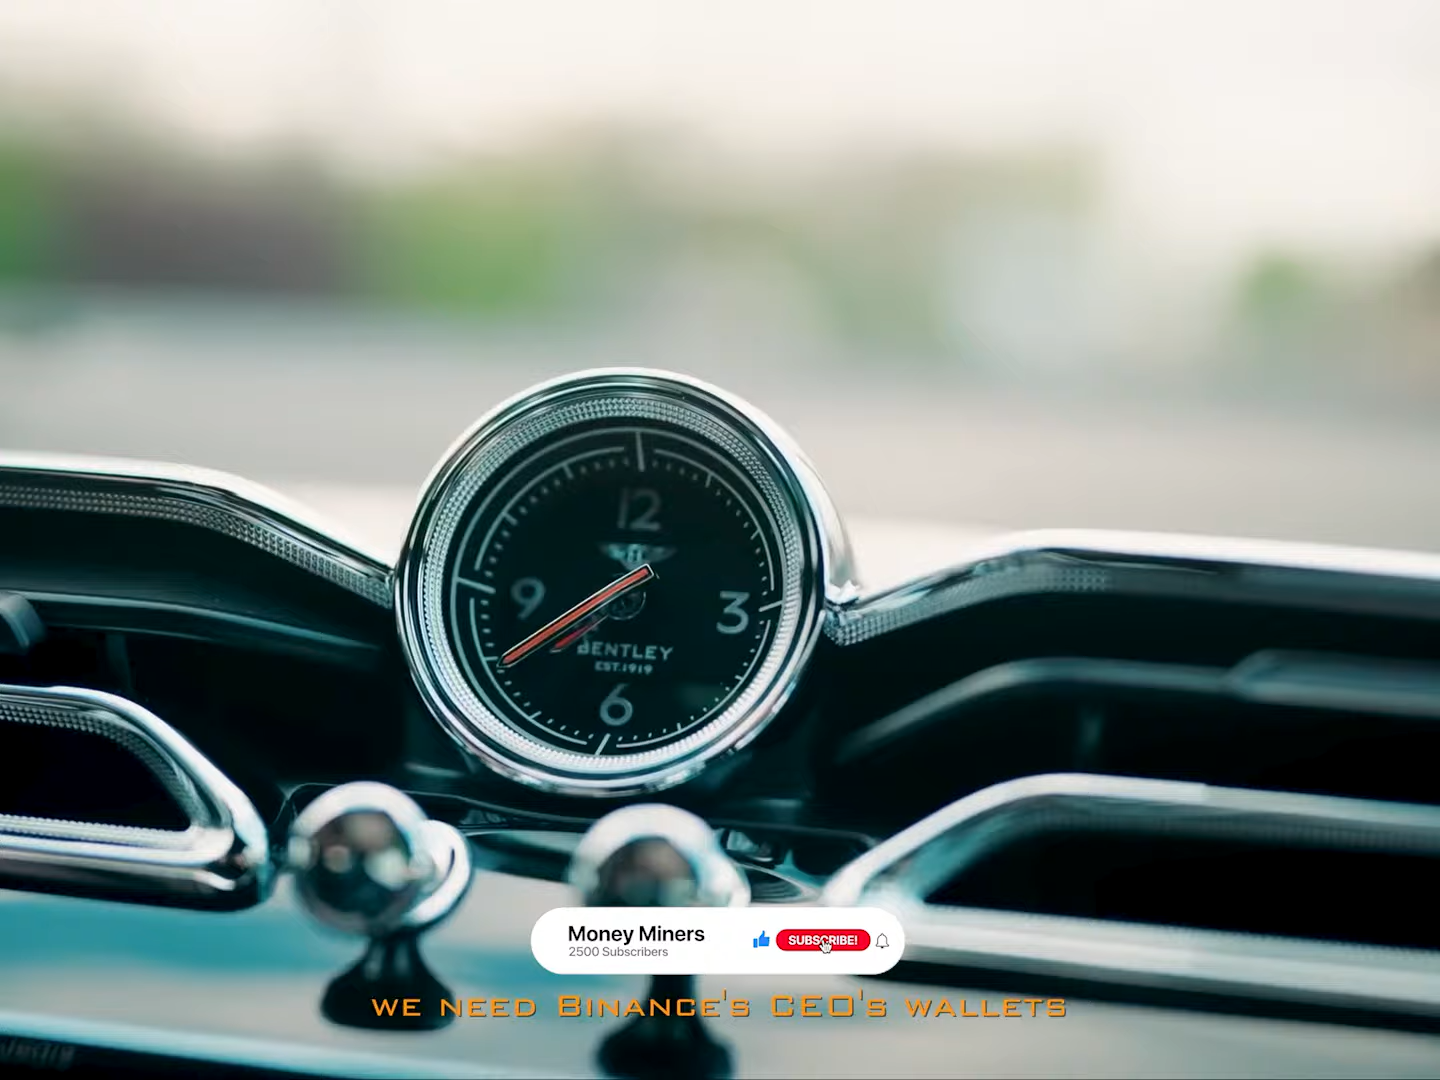 12
9
3
BENTLEY
EST.1919
6
Money Miners
2500 Subscribers
SUBSCRIBE!
WE NEED BINANCE'S CEO'S WALLETS